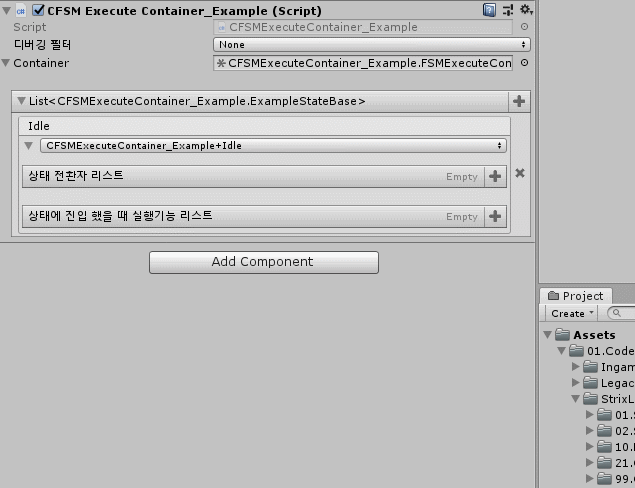 CFSM Execute Container_Example (Script)
Script CFSMExecuteContainer_Example
디버깅 필터 None
Container CFSMExecuteContainer_Example.FSMExecuteCon
List<CFSMExecuteContainer_Example.ExampleStateBase>
Idle
CFSMExecuteContainer_Example+Idle
상태 전환자 리스트 Empty
상태에 진입 했을 때 실행기능 리스트 Empty
Add Component
Project
Create
Assets
01.Code
Ingam
Legac
StrixL
01.
02.
10.
21.
99.